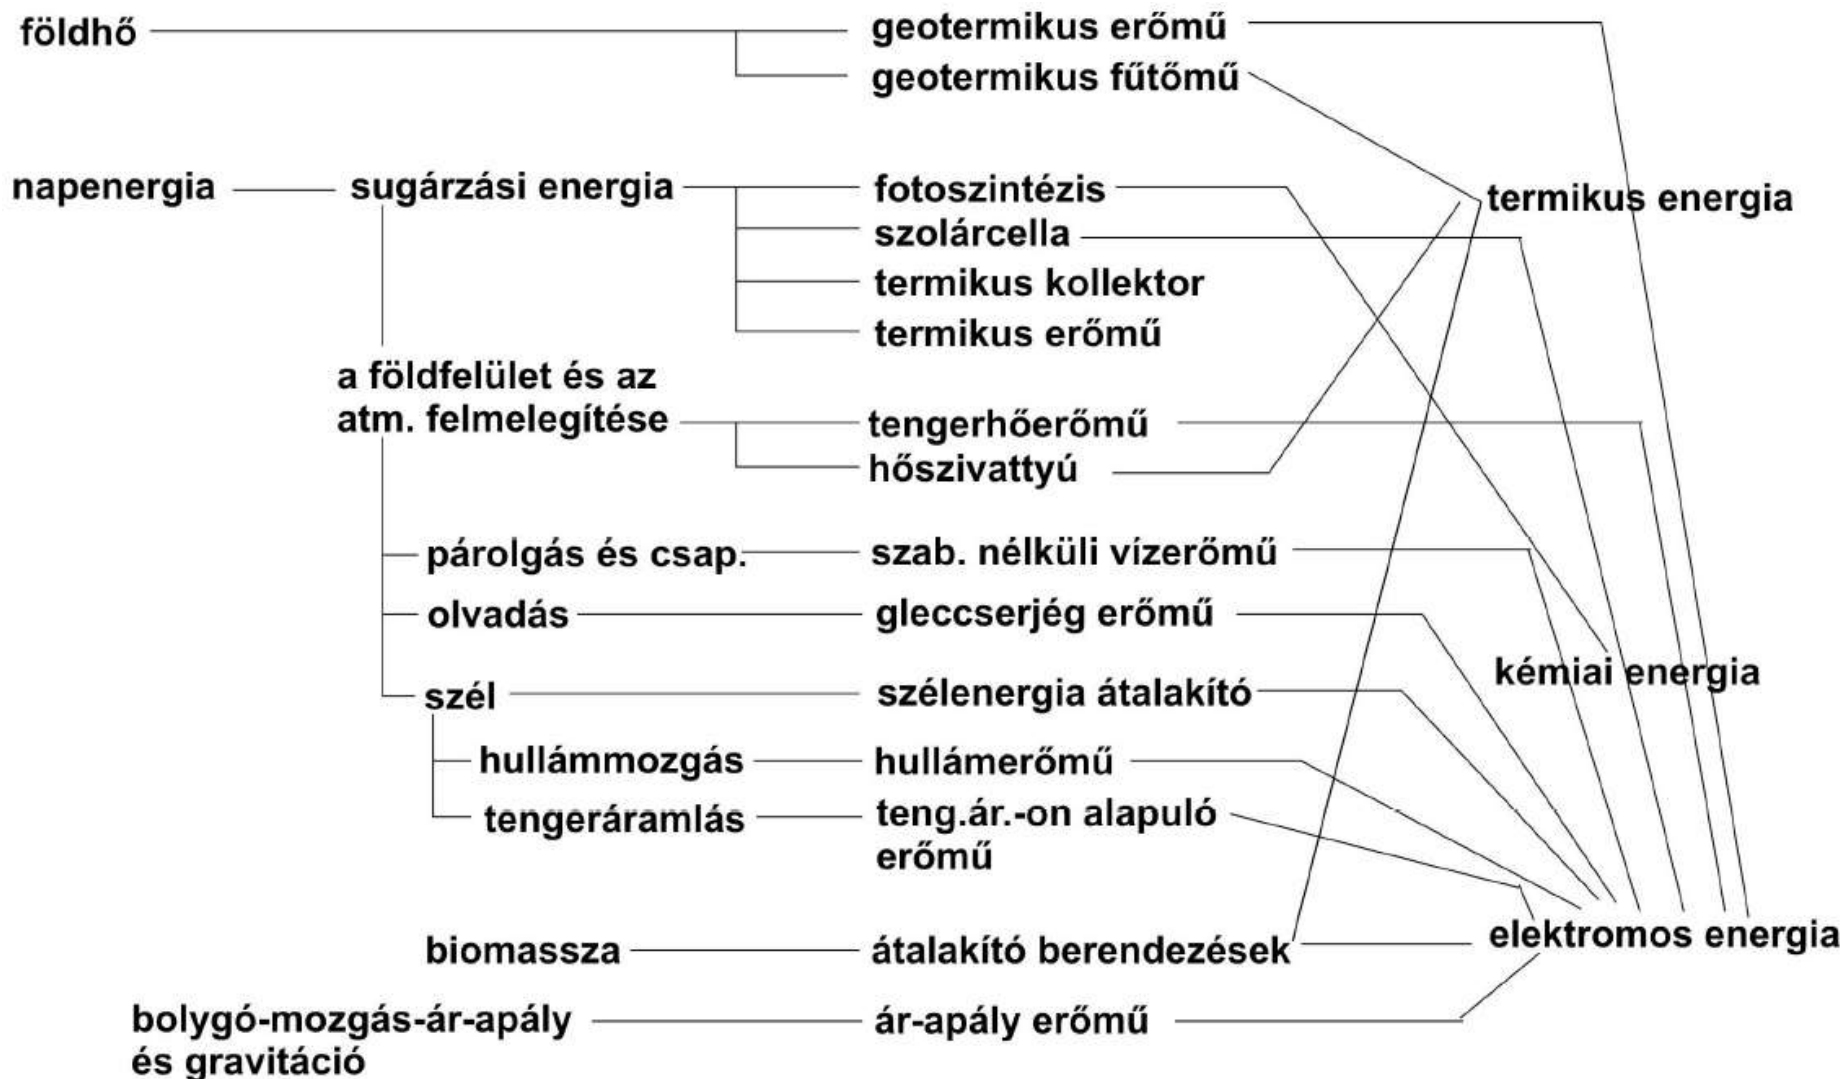 földhő
geotermikus erőmű
geotermikus fűtőmű
napenergia
sugárzási energia
fotoszintézis
termikus energia
szolárcella
termikus kollektor
termikus erőmű
a földfelület és az
atm. felmelegítése
tengerhőerőmű
hőszivattyú
párolgás és csap.
szab. nélküli vízerőmű
olvadás
gleccserjég erőmű
kémiai energia
szél
szélenergia átalakító
hullámmozgás
hullámerőmű
tengeráramlás
teng.ár.-on alapuló
erőmű
biomassza
átalakító berendezések
elektromos energia
bolygó-mozgás-ár-apály
és gravitáció
ár-apály erőmű